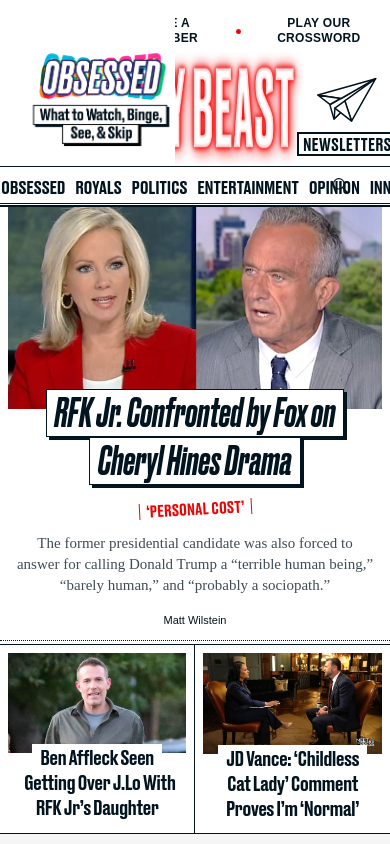 E A
BER
PLAY OUR
CROSSWORD
OBSESSED
What to Watch, Binge,
See, & Skip
Y BEAST
NEWSLETTERS
OBSESSED ROYALS POLITICS ENTERTAINMENT OPINION INN
RFK Jr. Confronted by Fox on
Cheryl Hines Drama
‘PERSONAL COST’
The former presidential candidate was also forced to
answer for calling Donald Trump a “terrible human being,”
“barely human,” and “probably a sociopath.”
Matt Wilstein
Ben Affleck Seen
Getting Over J.Lo With
RFK Jr’s Daughter
JD Vance: ‘Childless
Cat Lady’ Comment
Proves I’m ‘Normal’